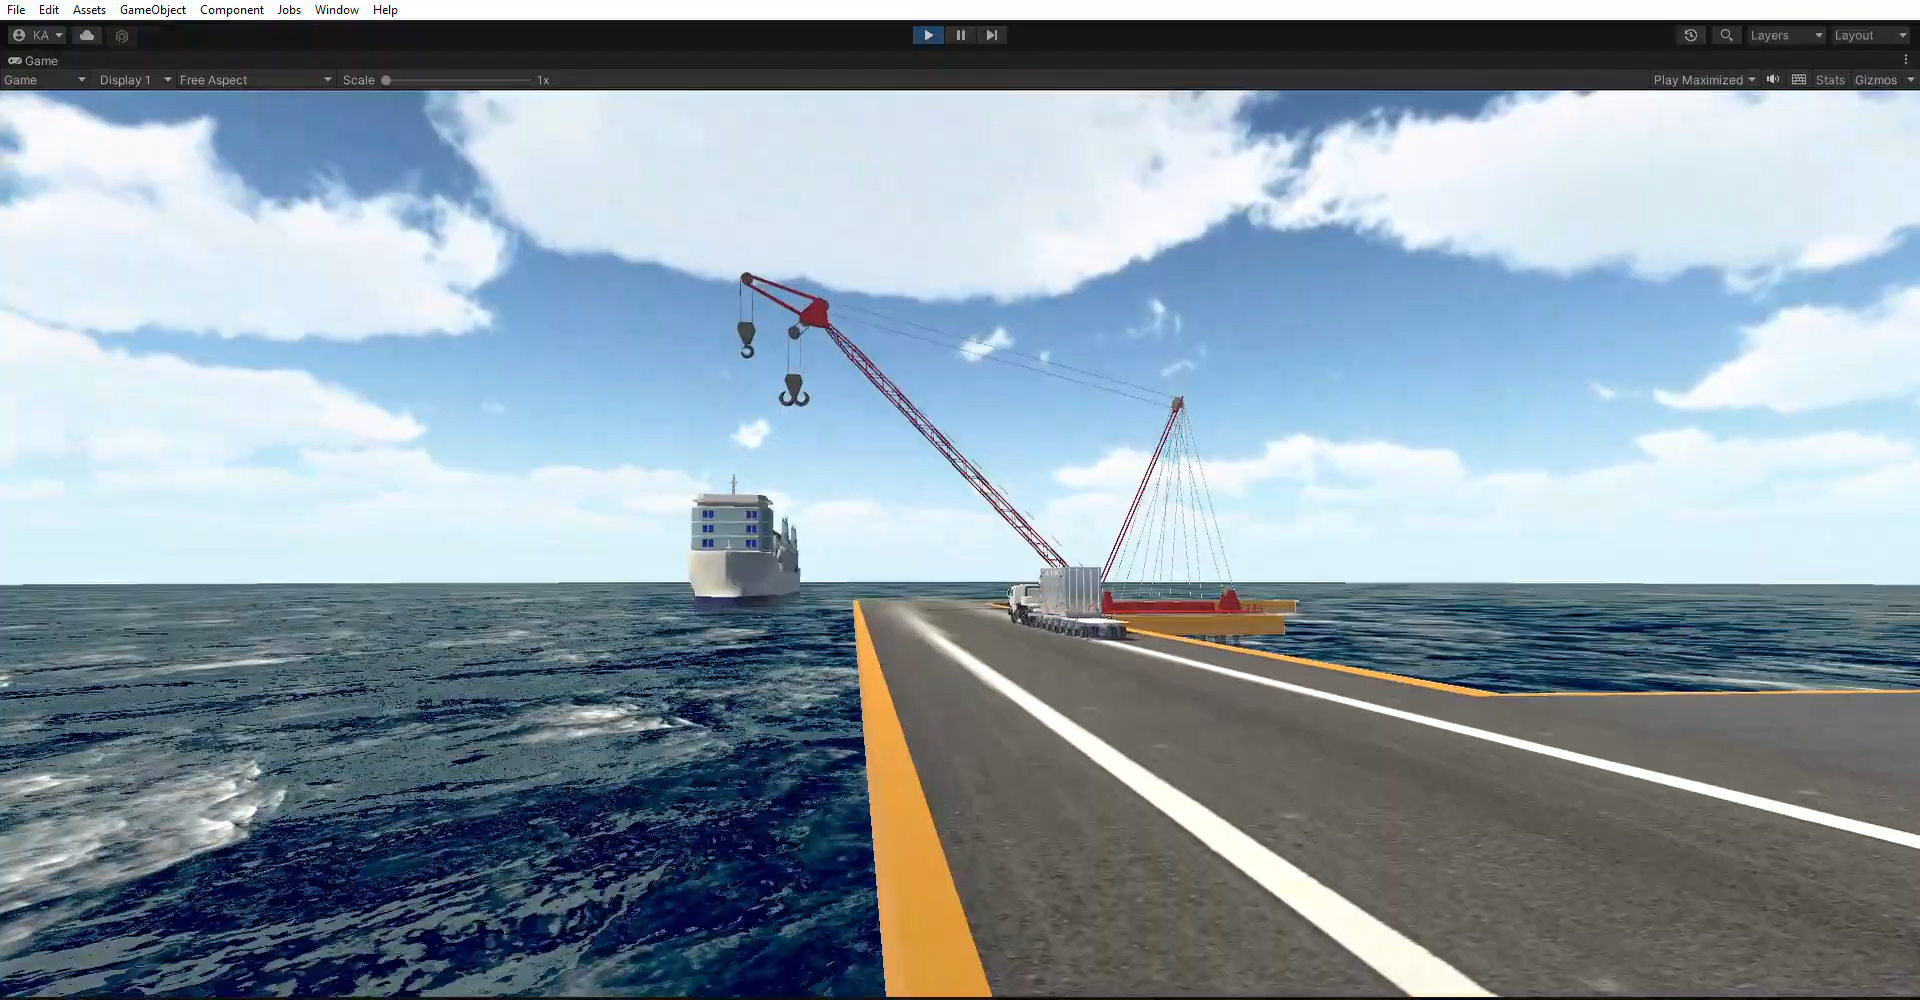 File Edit Assets GameObject Component Jobs Window Help
KA Layers Layout
Game
Game Display 1 Free Aspect Scale 1x Play Maximized Stats Gizmos